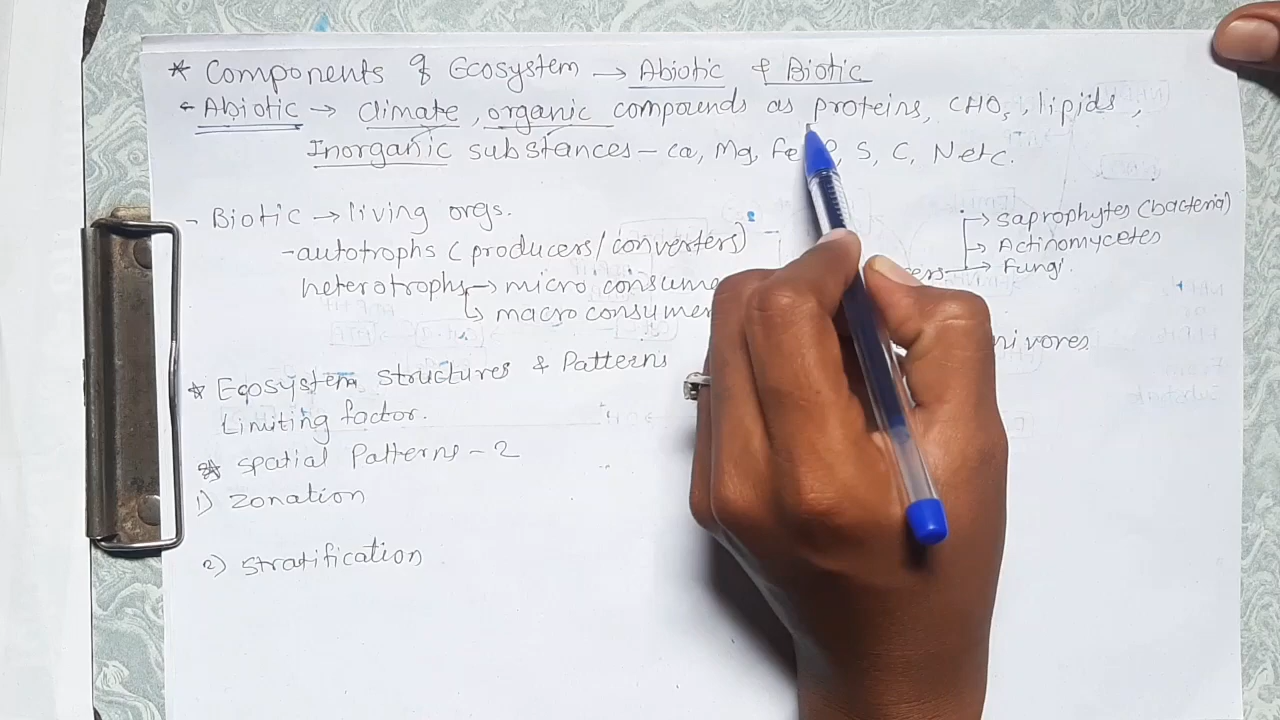 * Components of Ecosystem → Abiotic & Biotic
- Abiotic → Climate, organic compounds as proteins, CHO, lipids,
Inorganic substances - Ca, Mg, Fe, P, S, C, N etc.
- Biotic → living orgs.
- autotrophs (producers/converters)
→ saprophytes (bacteria)
→ Actinomycetes
→ Fungi.
heterotrophs → micro consume
↳ macro consumer
* Ecosystem structures & Patterns
Limiting factor.
* Spatial Patterns - 2
1) Zonation
2) Stratification